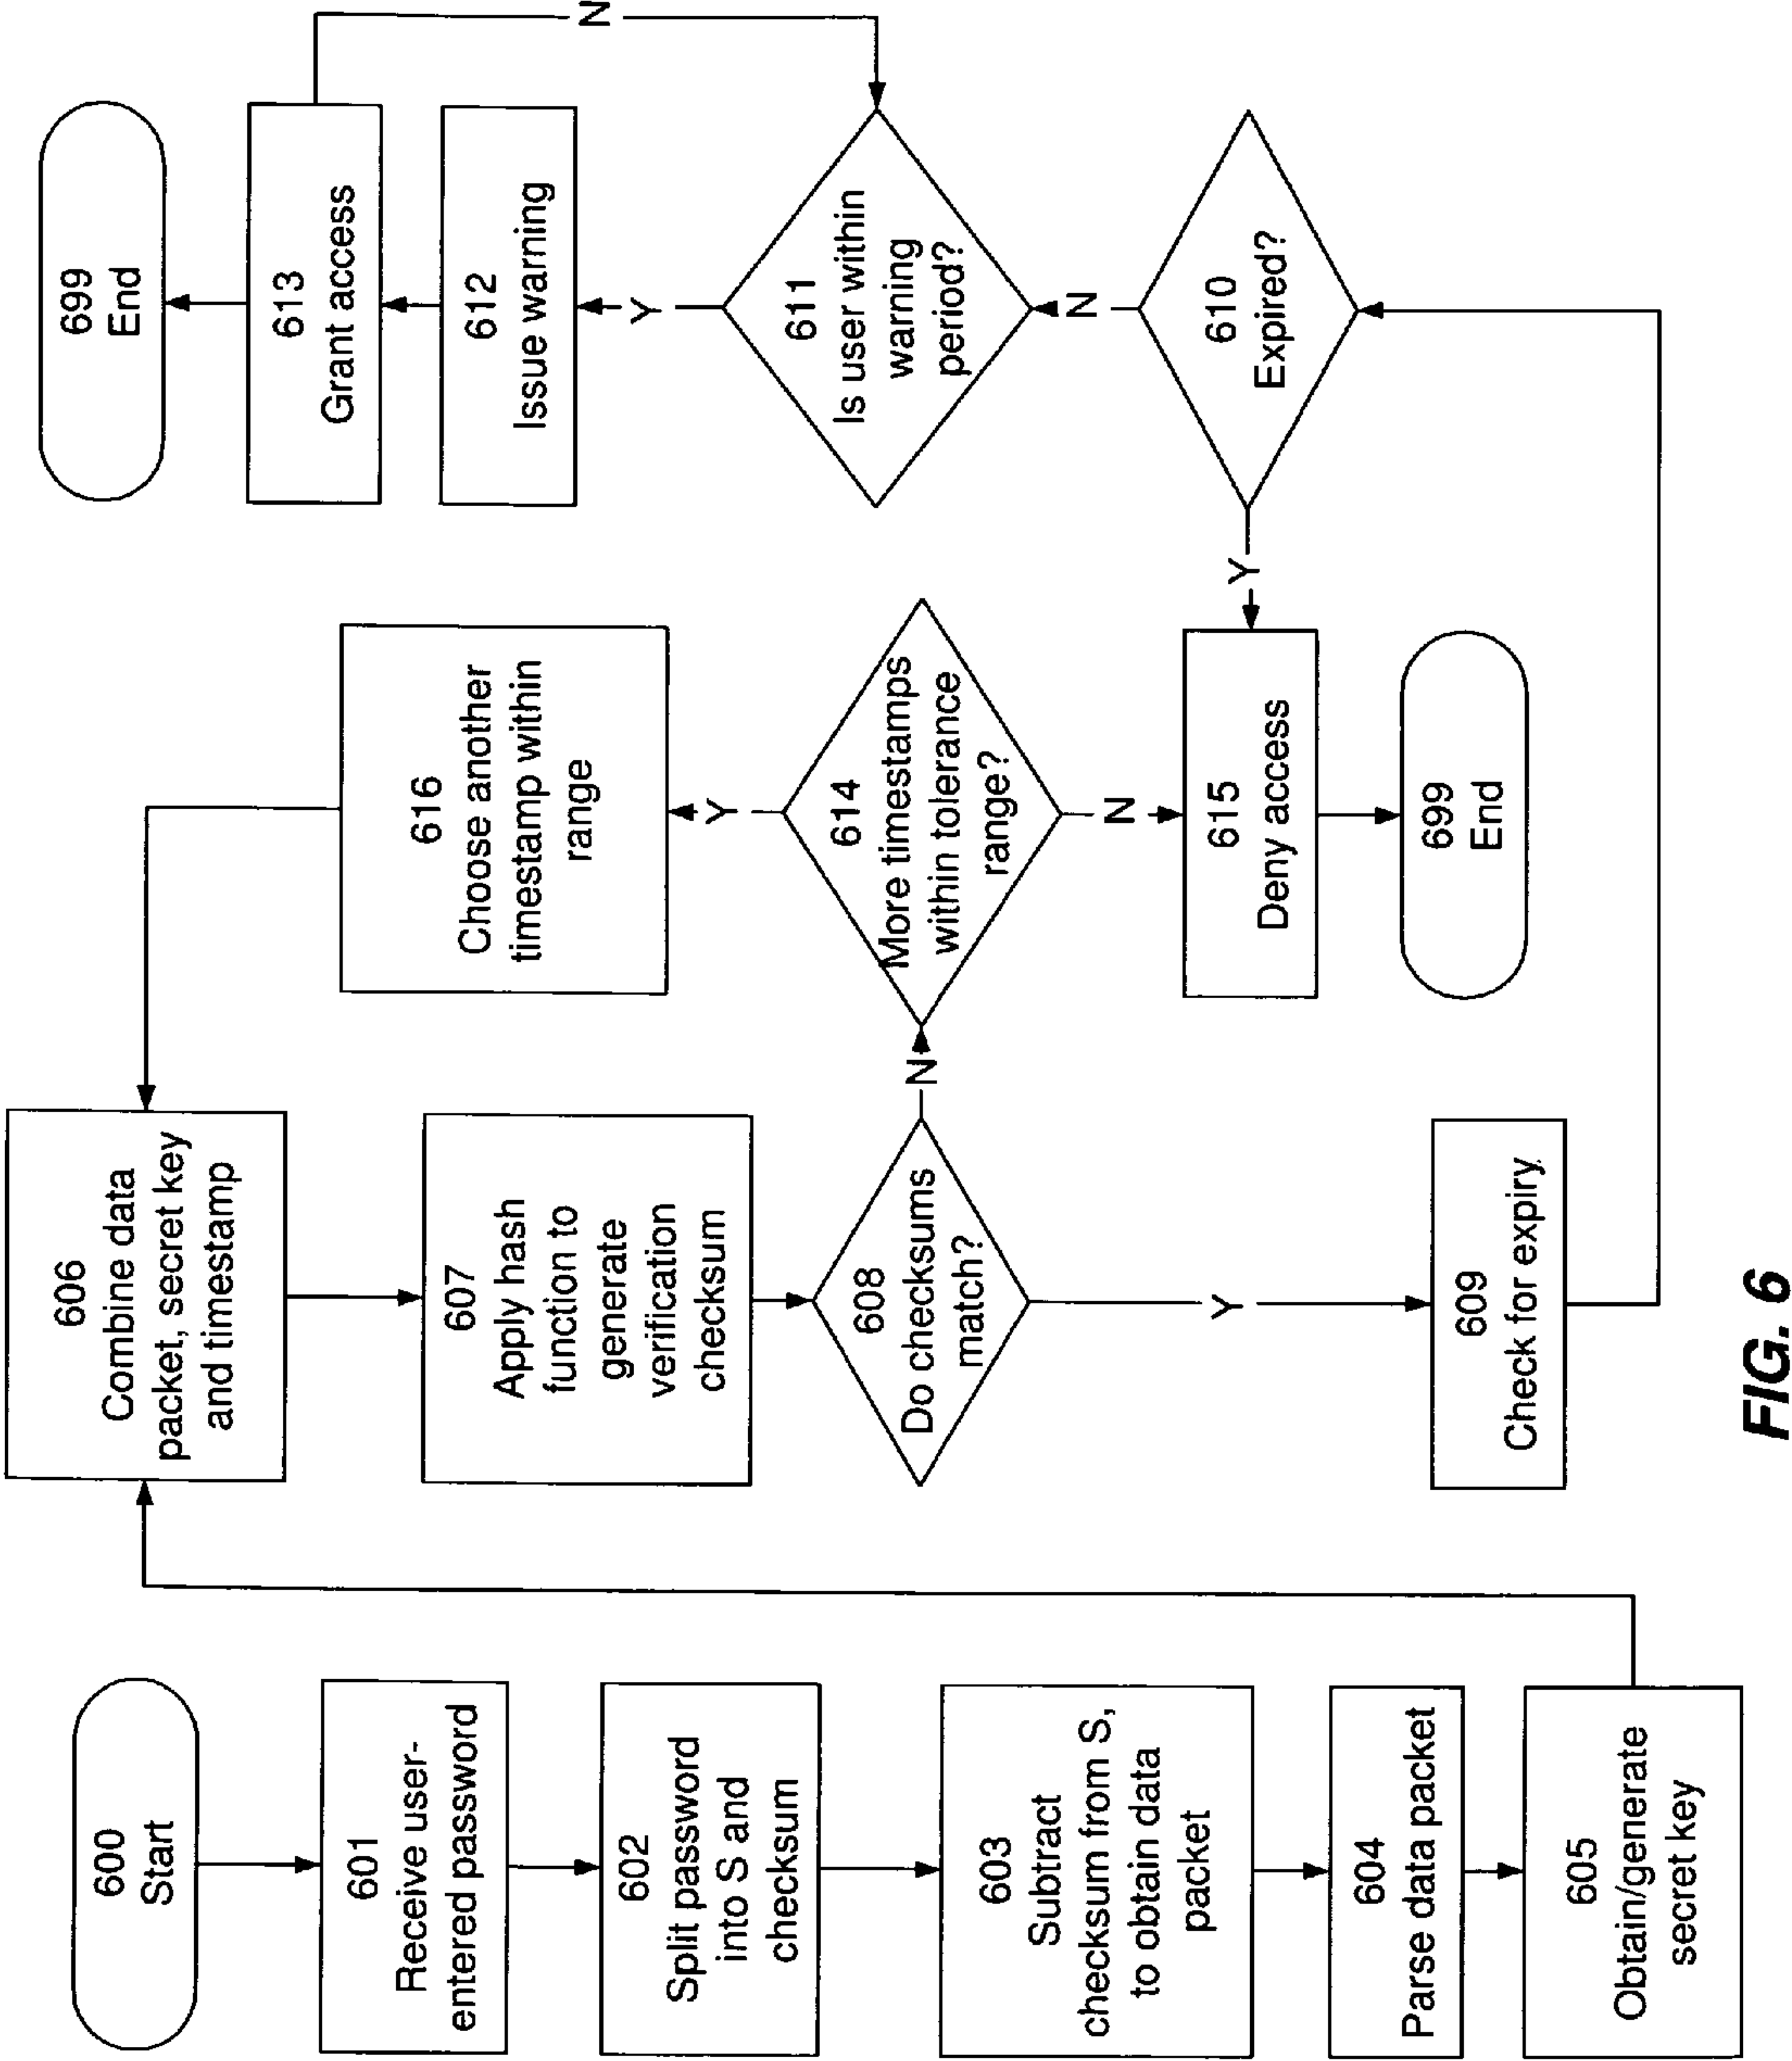 600
Start
601
Receive user-
entered password
602
Split password
into S and
checksum
603
Subtract
checksum from S,
to obtain data
packet
604
Parse data packet
605
Obtain/generate
secret key
606
Combine data
packet, secret key
and timestamp
607
Apply hash
function to
generate
verification
checksum
608
Do checksums
match?
N
Y
609
Check for expiry
616
Choose another
timestamp within
range
Y
614
More timestamps
within tolerance
range?
N
615
Deny access
699
End
699
End
613
Grant access
612
Issue warning
Y
611
Is user within
warning
period?
N
N
610
Expired?
Y
FIG. 6